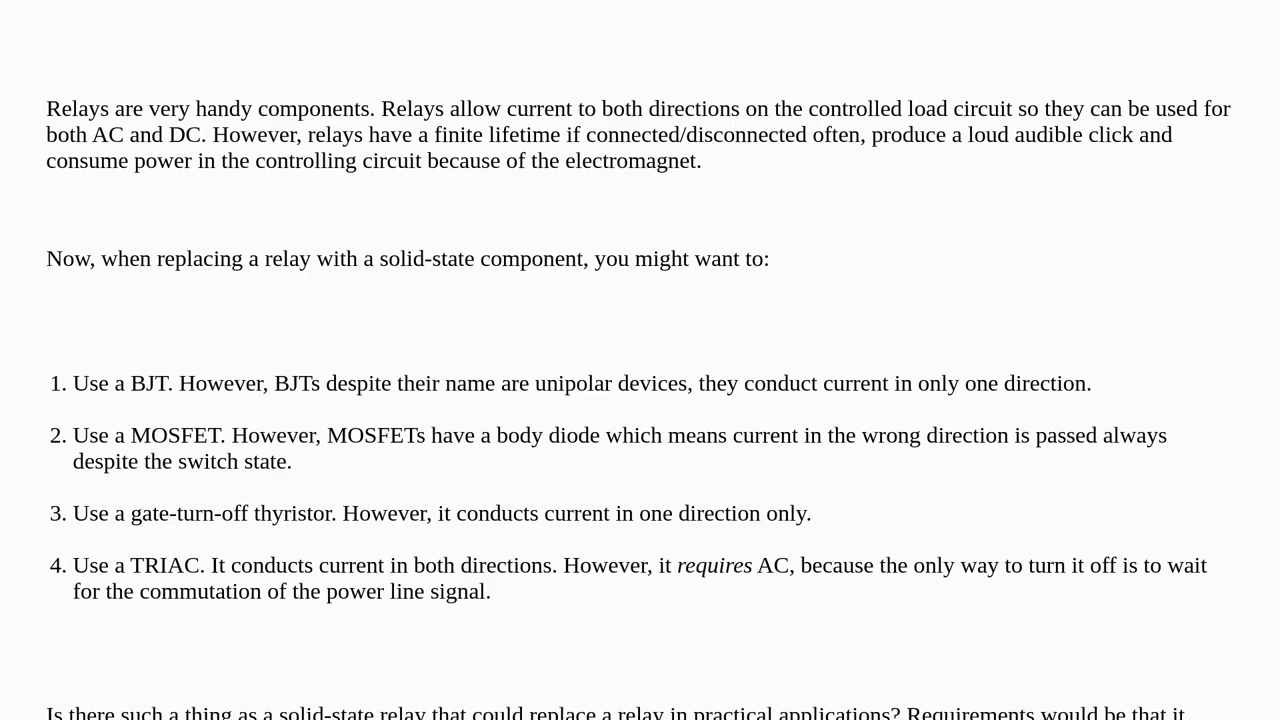 Relays are very handy components. Relays allow current to both directions on the controlled load circuit so they can be used for
both AC and DC. However, relays have a finite lifetime if connected/disconnected often, produce a loud audible click and
consume power in the controlling circuit because of the electromagnet.
Now, when replacing a relay with a solid-state component, you might want to:
1. Use a BJT. However, BJTs despite their name are unipolar devices, they conduct current in only one direction.
2. Use a MOSFET. However, MOSFETs have a body diode which means current in the wrong direction is passed always
despite the switch state.
3. Use a gate-turn-off thyristor. However, it conducts current in one direction only.
4. Use a TRIAC. It conducts current in both directions. However, it requires AC, because the only way to turn it off is to wait
for the commutation of the power line signal.
Is there such a thing as a solid-state relay that could replace a relay in practical applications? Requirements would be that it